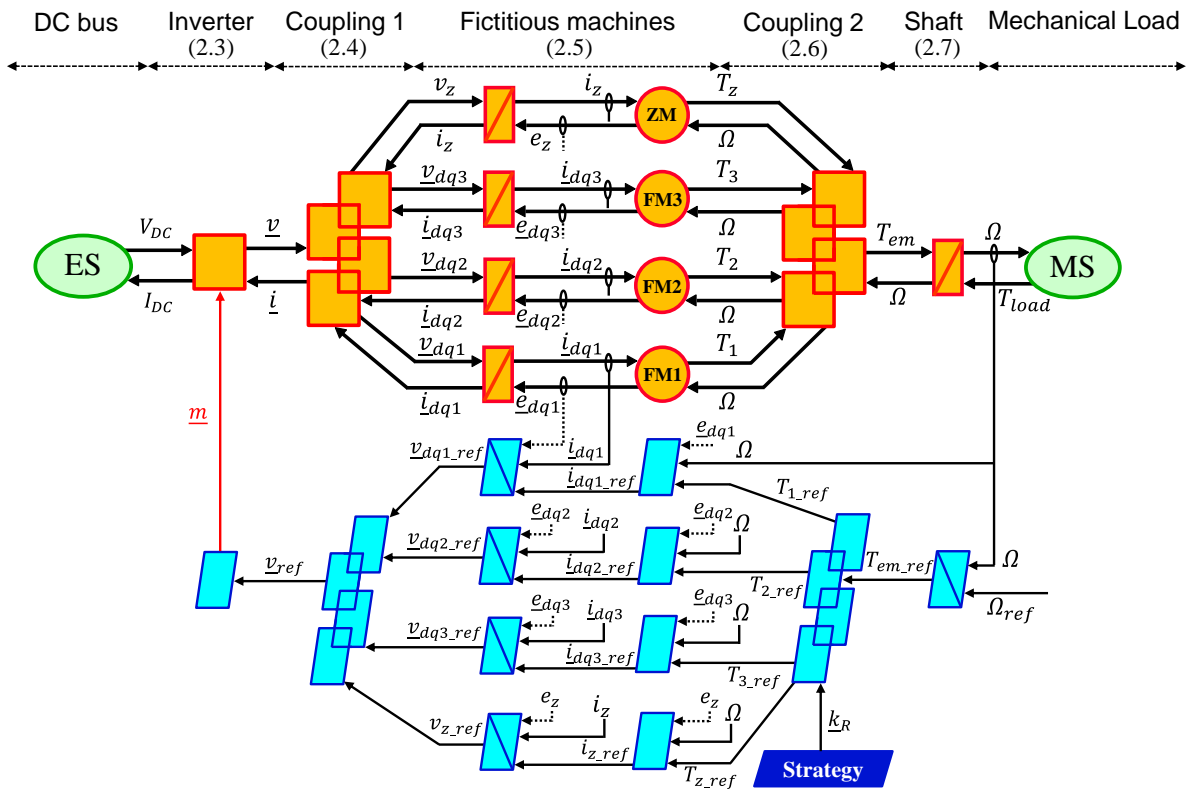 DC bus Inverter Coupling 1 Fictitious machines Coupling 2 Shaft Mechanical Load
(2.3) (2.4) (2.5) (2.6) (2.7)
v_z i_z T_z
ZM
i_z e_z Ω
v_dq3 i_dq3 T_3
FM3
i_dq3 e_dq3 Ω
V_DC v T_em Ω
ES v_dq2 i_dq2 T_2 MS
FM2
I_DC i i_dq2 e_dq2 Ω Ω T_load
v_dq1 i_dq1 T_1
FM1
i_dq1 e_dq1 Ω
m
v_dq1_ref i_dq1 e_dq1 Ω
i_dq1_ref T_1_ref
e_dq2 i_dq2 e_dq2 Ω
v_ref v_dq2_ref i_dq2_ref T_2_ref T_em_ref Ω
Ω_ref
e_dq3 i_dq3 e_dq3 Ω
v_dq3_ref i_dq3_ref T_3_ref
e_z i_z e_z Ω
v_z_ref i_z_ref T_z_ref k_R
Strategy